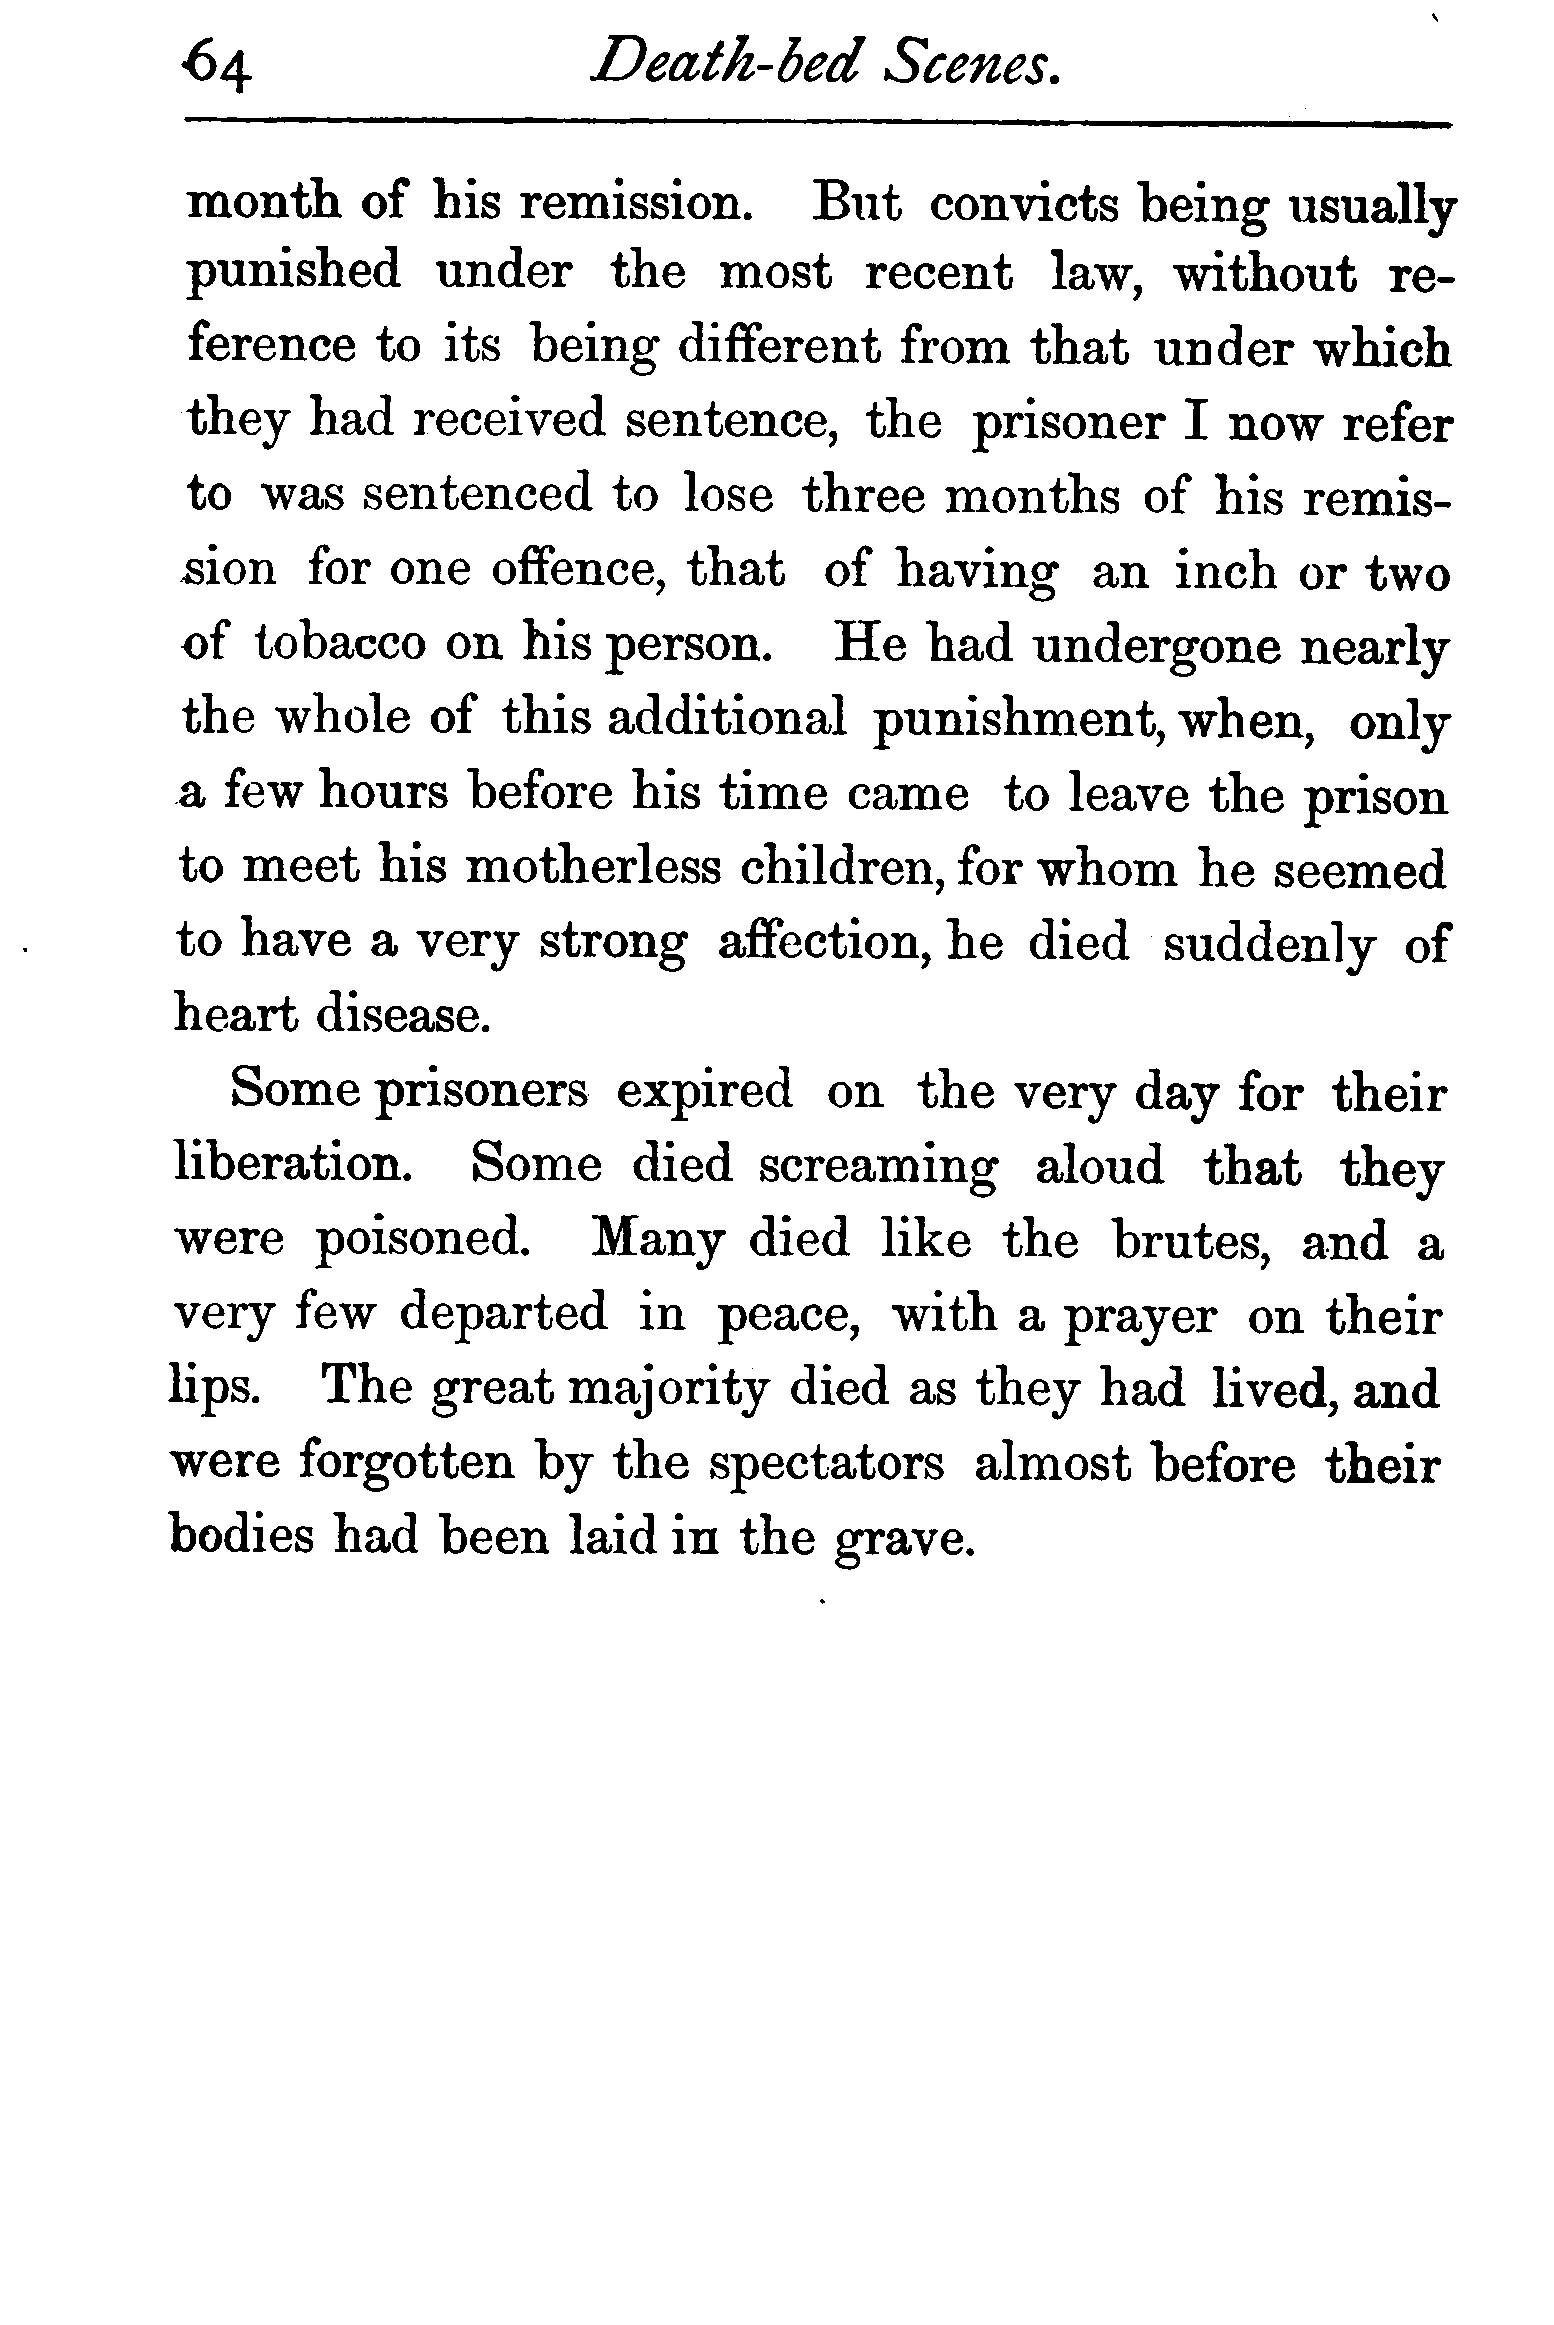 64 Death-bed Scenes.
month of his remission. But convicts being usually
punished under the most recent law, without re-
ference to its being different from that under which
they had received sentence, the prisoner I now refer
to was sentenced to lose three months of his remis-
sion for one offence, that of having an inch or two
of tobacco on his person. He had undergone nearly
the whole of this additional punishment, when, only
a few hours before his time came to leave the prison
to meet his motherless children, for whom he seemed
to have a very strong affection, he died suddenly of
heart disease.
Some prisoners expired on the very day for their
liberation. Some died screaming aloud that they
were poisoned. Many died like the brutes, and a
very few departed in peace, with a prayer on their
lips. The great majority died as they had lived, and
were forgotten by the spectators almost before their
bodies had been laid in the grave.